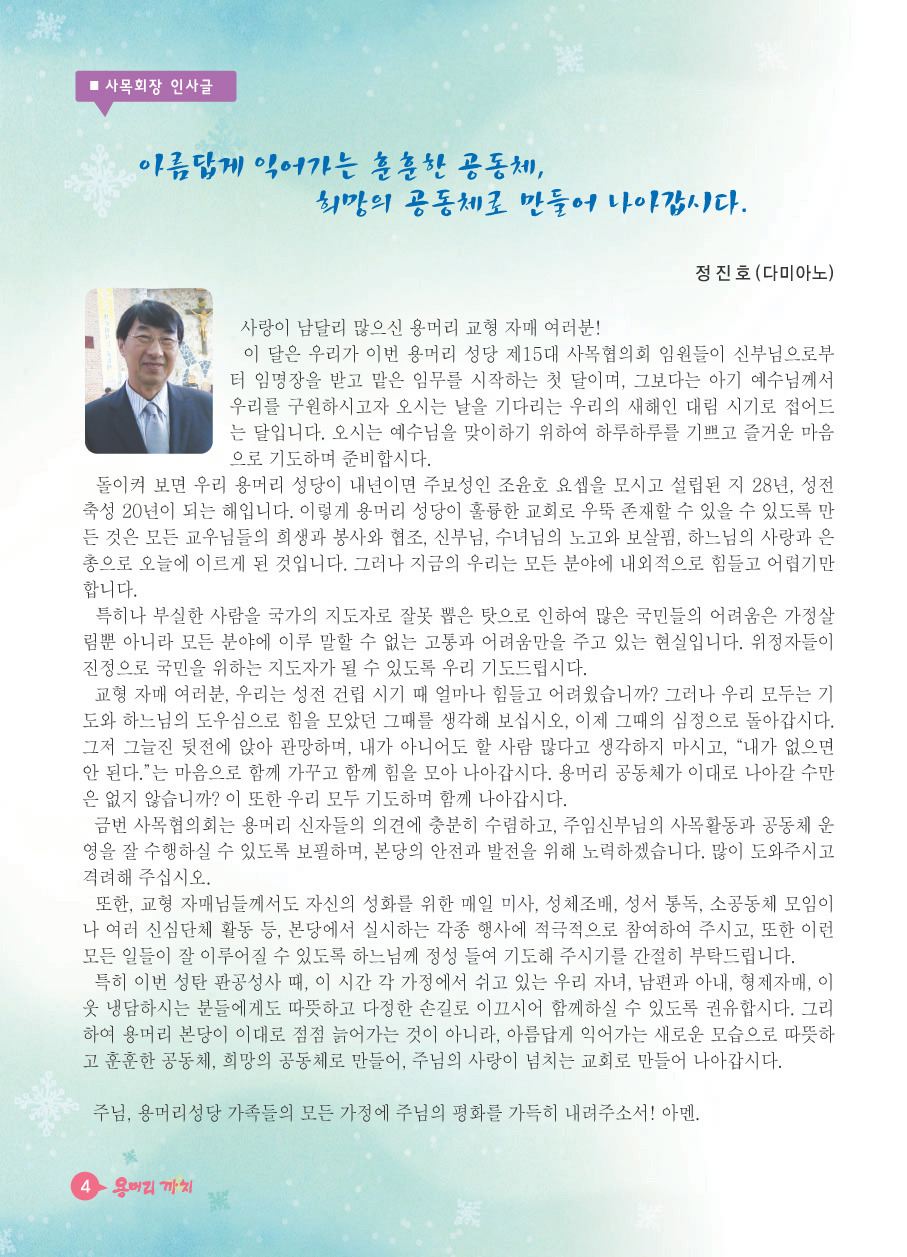 ■ 사목회장 인사글
아름답게 익어가는 훈훈한 공동체,
희망의 공동체로 만들어 나아갑시다.
정 진 호 (다미아노)
사랑이 남달리 많으신 용머리 교형 자매 여러분!
이 달은 우리가 이번 용머리 성당 제15대 사목협의회 임원들이 신부님으로부
터 임명장을 받고 맡은 임무를 시작하는 첫 달이며, 그보다는 아기 예수님께서
우리를 구원하시고자 오시는 날을 기다리는 우리의 새해인 대림 시기로 접어드
는 달입니다. 오시는 예수님을 맞이하기 위하여 하루하루를 기쁘고 즐거운 마음
으로 기도하며 준비합시다.
돌이켜 보면 우리 용머리 성당이 내년이면 주보성인 조윤호 요셉을 모시고 설립된 지 28년, 성전
축성 20년이 되는 해입니다. 이렇게 용머리 성당이 훌륭한 교회로 우뚝 존재할 수 있을 수 있도록 만
든 것은 모든 교우님들의 희생과 봉사와 협조, 신부님, 수녀님의 노고와 보살핌, 하느님의 사랑과 은
총으로 오늘에 이르게 된 것입니다. 그러나 지금의 우리는 모든 분야에 내외적으로 힘들고 어렵기만
합니다.
특히나 부실한 사람을 국가의 지도자로 잘못 뽑은 탓으로 인하여 많은 국민들의 어려움은 가정살
림뿐 아니라 모든 분야에 이루 말할 수 없는 고통과 어려움만을 주고 있는 현실입니다. 위정자들이
진정으로 국민을 위하는 지도자가 될 수 있도록 우리 기도드립시다.
교형 자매 여러분, 우리는 성전 건립 시기 때 얼마나 힘들고 어려웠습니까? 그러나 우리 모두는 기
도와 하느님의 도우심으로 힘을 모았던 그때를 생각해 보십시오, 이제 그때의 심정으로 돌아갑시다.
그저 그늘진 뒷전에 앉아 관망하며, 내가 아니어도 할 사람 많다고 생각하지 마시고, “내가 없으면
안 된다.”는 마음으로 함께 가꾸고 함께 힘을 모아 나아갑시다. 용머리 공동체가 이대로 나아갈 수만
은 없지 않습니까? 이 또한 우리 모두 기도하며 함께 나아갑시다.
금번 사목협의회는 용머리 신자들의 의견에 충분히 수렴하고, 주임신부님의 사목활동과 공동체 운
영을 잘 수행하실 수 있도록 보필하며, 본당의 안전과 발전을 위해 노력하겠습니다. 많이 도와주시고
격려해 주십시오.
또한, 교형 자매님들께서도 자신의 성화를 위한 매일 미사, 성체조배, 성서 통독, 소공동체 모임이
나 여러 신심단체 활동 등, 본당에서 실시하는 각종 행사에 적극적으로 참여하여 주시고, 또한 이런
모든 일들이 잘 이루어질 수 있도록 하느님께 정성 들여 기도해 주시기를 간절히 부탁드립니다.
특히 이번 성탄 판공성사 때, 이 시간 각 가정에서 쉬고 있는 우리 자녀, 남편과 아내, 형제자매, 이
웃 냉담하시는 분들에게도 따뜻하고 다정한 손길로 이끄시어 함께하실 수 있도록 권유합시다. 그리
하여 용머리 본당이 이대로 점점 늙어가는 것이 아니라, 아름답게 익어가는 새로운 모습으로 따뜻하
고 훈훈한 공동체, 희망의 공동체로 만들어, 주님의 사랑이 넘치는 교회로 만들어 나아갑시다.
주님, 용머리성당 가족들의 모든 가정에 주님의 평화를 가득히 내려주소서! 아멘.
4 용머리 까치